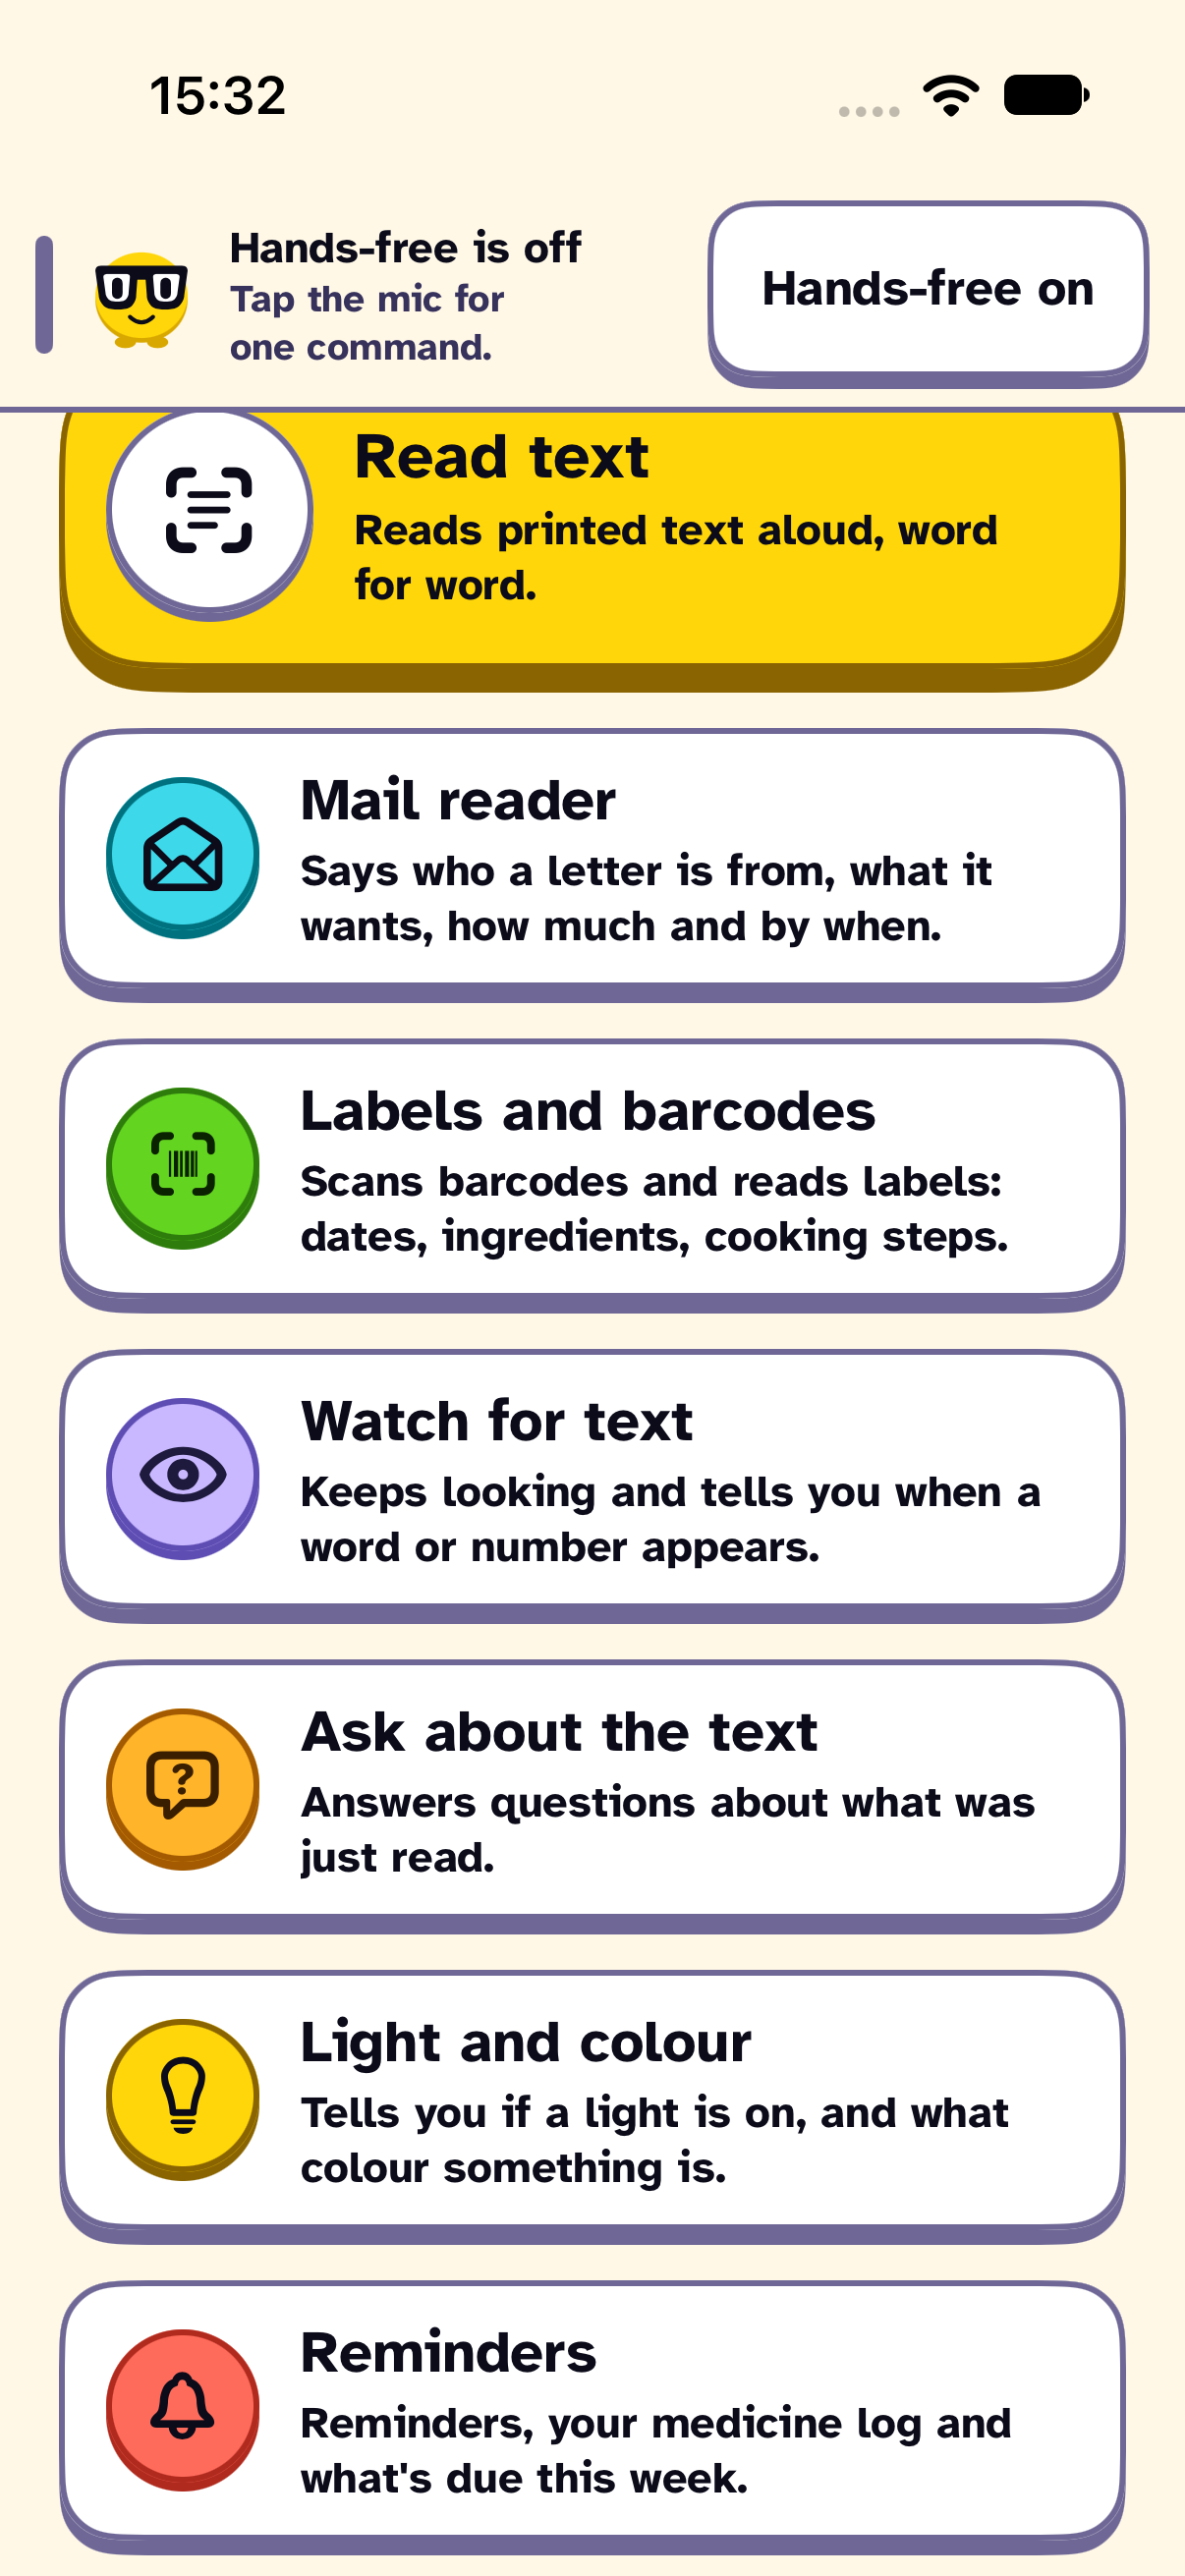 15:32
Hands-free is off
Tap the mic for
one command.
Hands-free on
Read text
Reads printed text aloud, word
for word.
Mail reader
Says who a letter is from, what it
wants, how much and by when.
Labels and barcodes
Scans barcodes and reads labels:
dates, ingredients, cooking steps.
Watch for text
Keeps looking and tells you when a
word or number appears.
Ask about the text
Answers questions about what was
just read.
Light and colour
Tells you if a light is on, and what
colour something is.
Reminders
Reminders, your medicine log and
what's due this week.